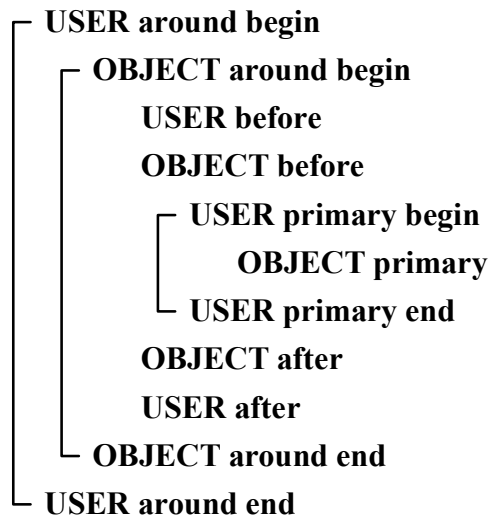 USER around begin
OBJECT around begin
USER before
OBJECT before
USER primary begin
OBJECT primary
USER primary end
OBJECT after
USER after
OBJECT around end
USER around end